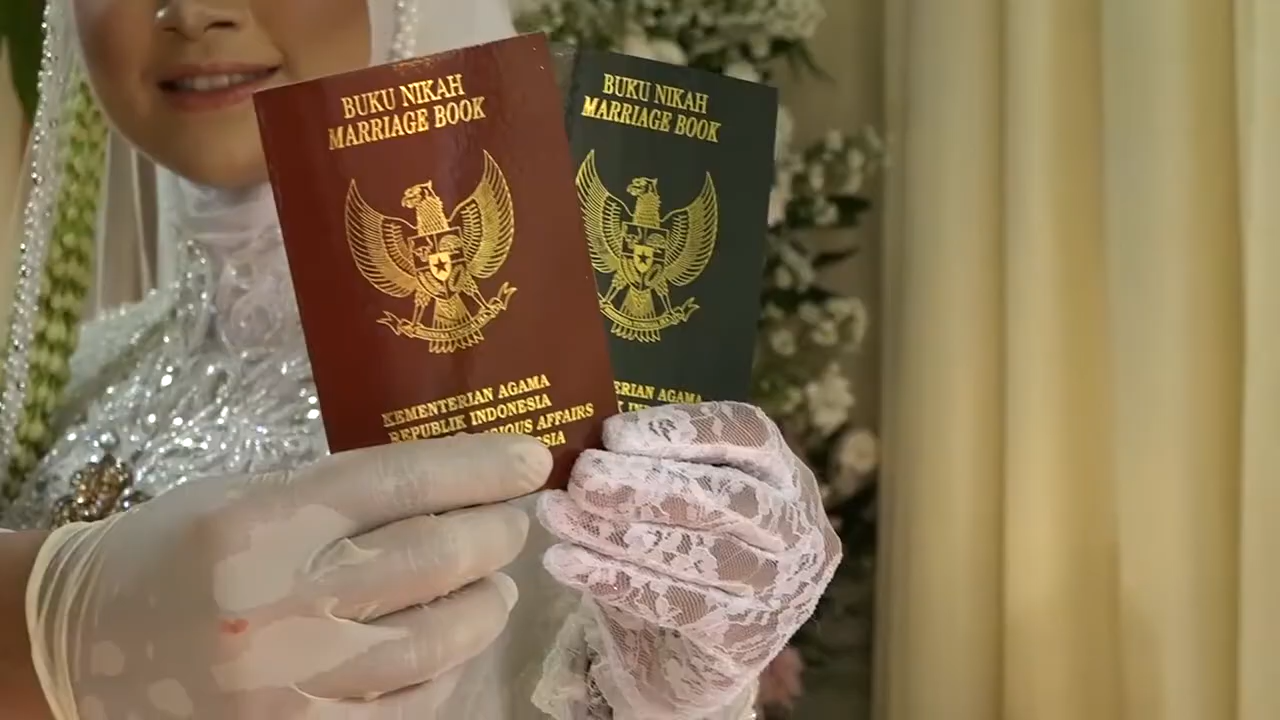 BUKU NIKAH
MARRIAGE BOOK
KEMENTERIAN AGAMA
REPUBLIK INDONESIA
AFFAIRS
BUKU NIKAH
MARRIAGE BOOK
AGAMA